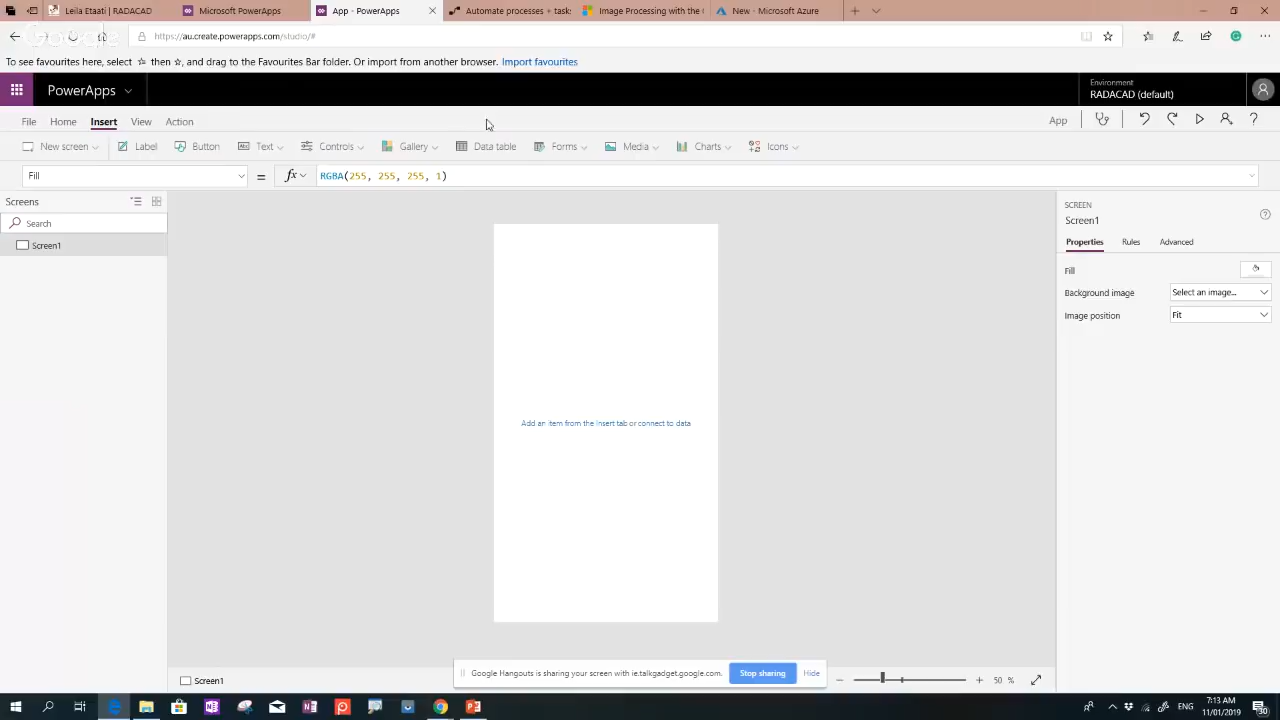 Leila Etaati | RADACAD
Microsoft PowerApps
App - PowerApps
Automate processes + task
Image Processing with the
New - Microsoft Azure
https://au.create.powerapps.com/studio/#
To see favourites here, select ☆ then ☆, and drag to the Favourites Bar folder. Or import from another browser. Import favourites
PowerApps
Environment
RADACAD (default)
File Home Insert View Action
App
New screen Label Button Text Controls Gallery Data table Forms Media Charts Icons
Fill = fx RGBA(255, 255, 255, 1)
Screens
Search
Screen1
SCREEN
Screen1
Properties Rules Advanced
Fill
Background image Select an image...
Image position Fit
Add an item from the Insert tab or connect to data
Google Hangouts is sharing your screen with ie.talkgadget.google.com. Stop sharing Hide
Screen1
50 %
ENG
7:13 AM
11/01/2019
30